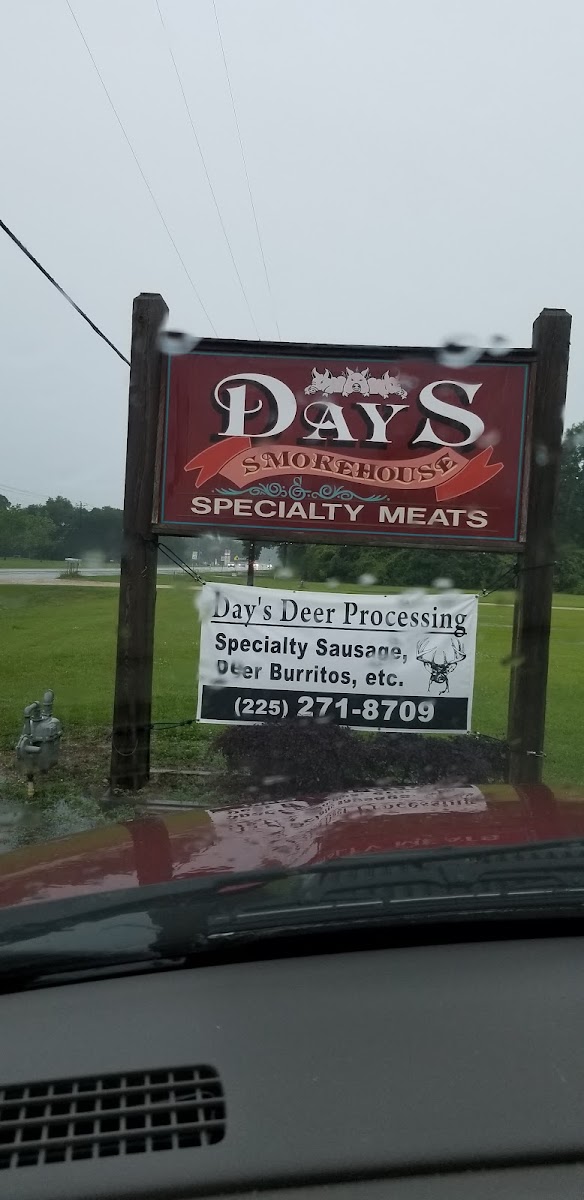 DAYS
SMOKEHOUSE
&
SPECIALTY MEATS
Day's Deer Processing
Specialty Sausage,
Deer Burritos, etc.
(225) 271-8709